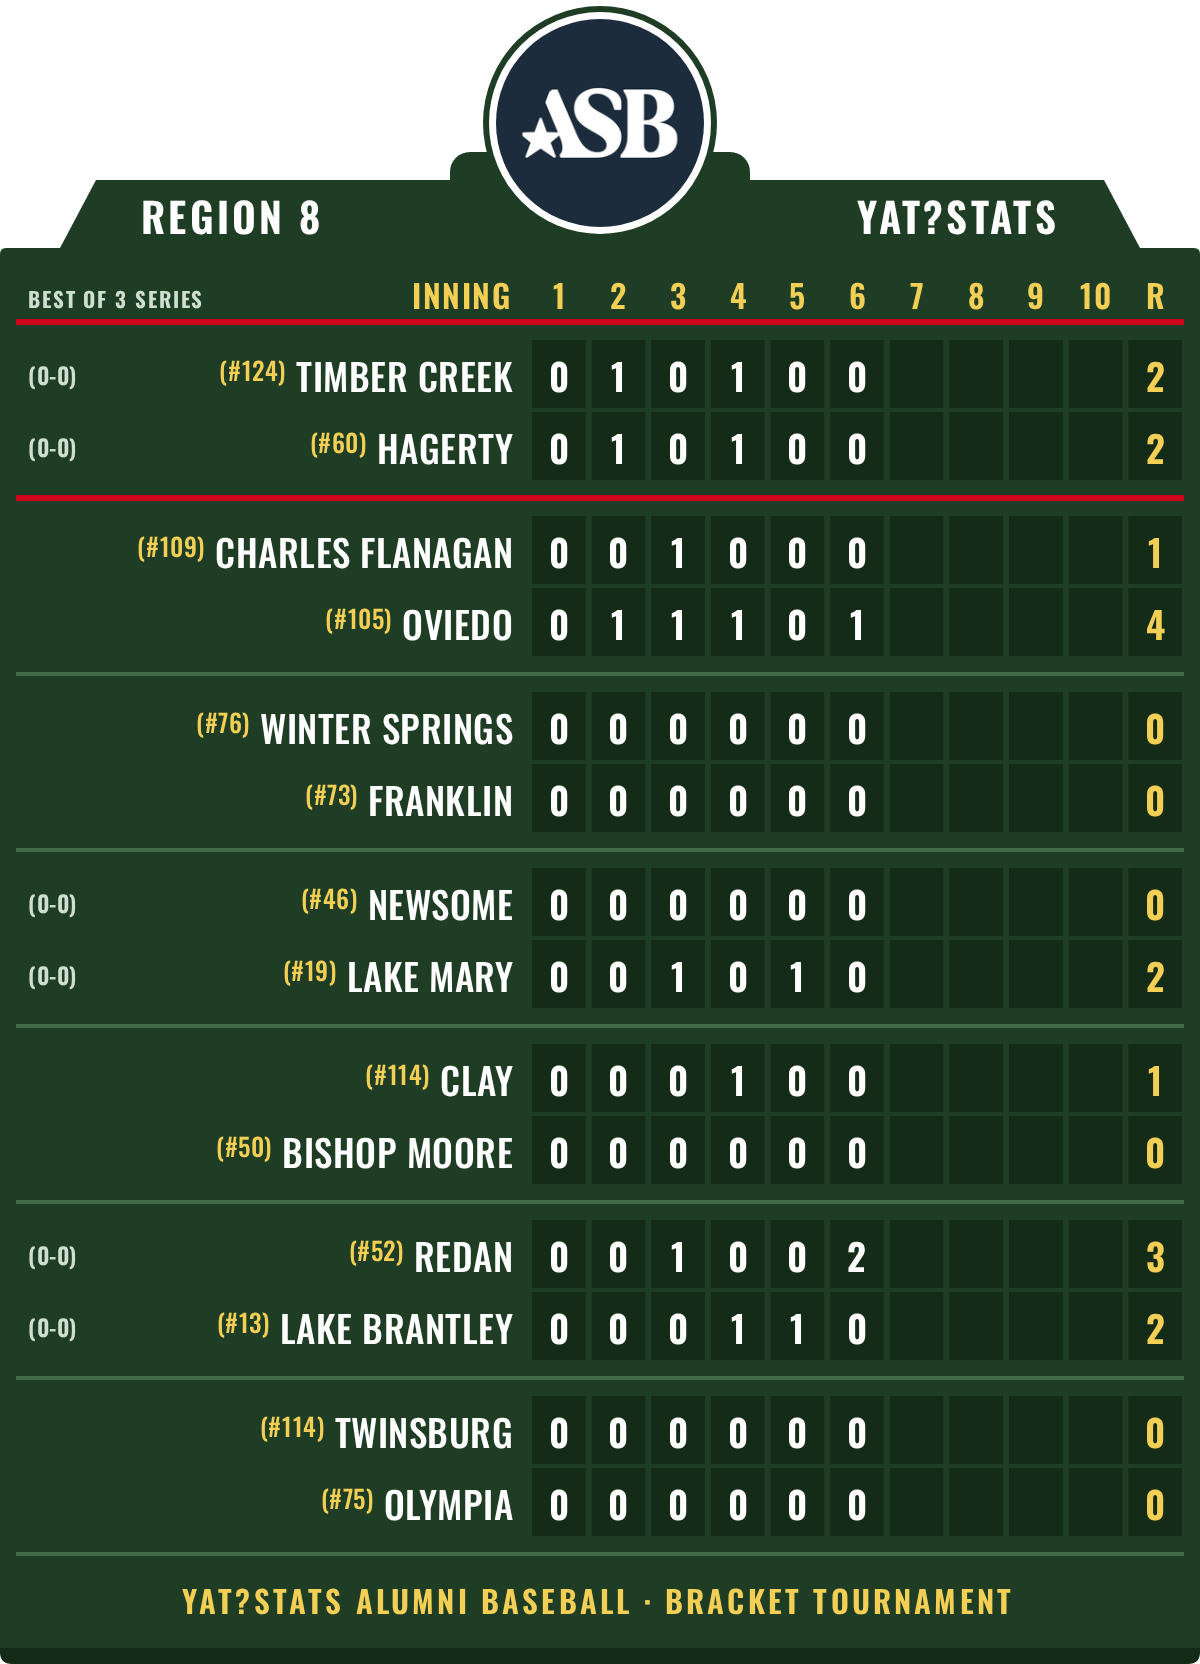 ASB
REGION 8 YAT?STATS
BEST OF 3 SERIES INNING 1 2 3 4 5 6 7 8 9 10 R
(0-0) (#124) TIMBER CREEK 0 1 0 1 0 0 2
(0-0) (#60) HAGERTY 0 1 0 1 0 0 2
(#109) CHARLES FLANAGAN 0 0 1 0 0 0 1
(#105) OVIEDO 0 1 1 1 0 1 4
(#76) WINTER SPRINGS 0 0 0 0 0 0 0
(#73) FRANKLIN 0 0 0 0 0 0 0
(0-0) (#46) NEWSOME 0 0 0 0 0 0 0
(0-0) (#19) LAKE MARY 0 0 1 0 1 0 2
(#114) CLAY 0 0 0 1 0 0 1
(#50) BISHOP MOORE 0 0 0 0 0 0 0
(0-0) (#52) REDAN 0 0 1 0 0 2 3
(0-0) (#13) LAKE BRANTLEY 0 0 0 1 1 0 2
(#114) TWINSBURG 0 0 0 0 0 0 0
(#75) OLYMPIA 0 0 0 0 0 0 0
YAT?STATS ALUMNI BASEBALL · BRACKET TOURNAMENT